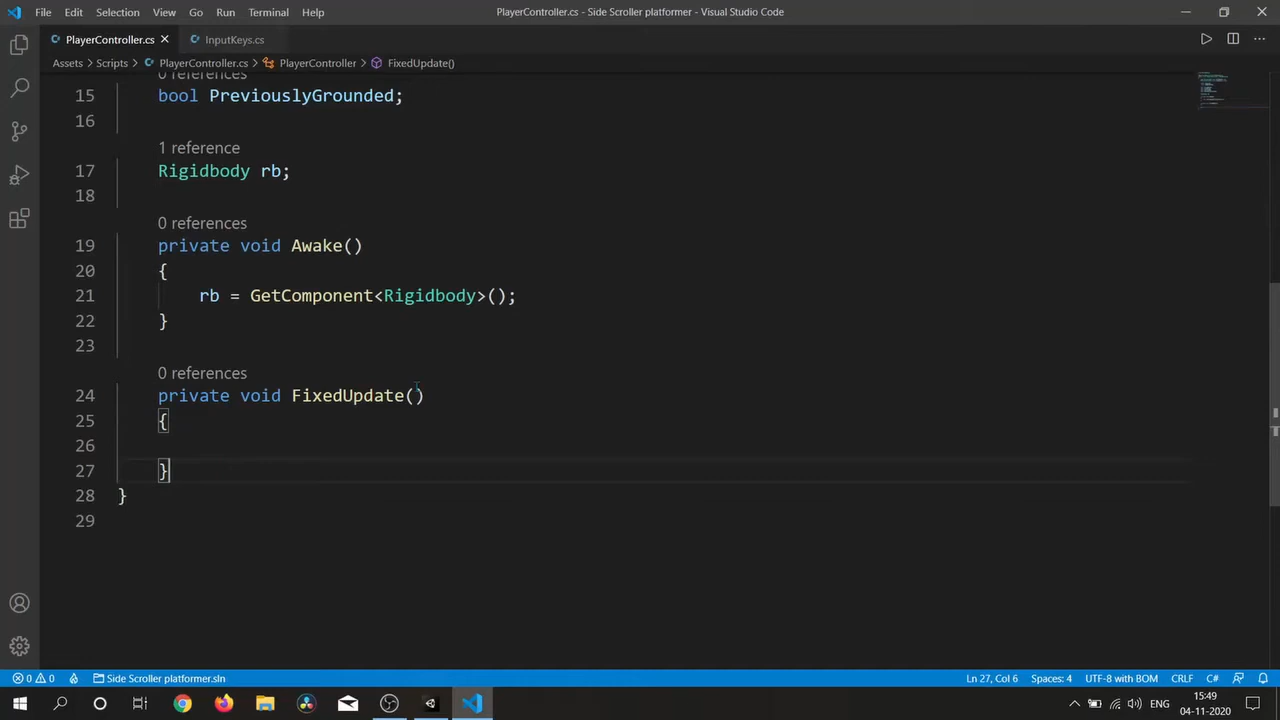 File Edit Selection View Go Run Terminal Help PlayerController.cs - Side Scroller platformer - Visual Studio Code
PlayerController.cs InputKeys.cs
Assets > Scripts > PlayerController.cs > PlayerController > FixedUpdate()
0 references
15 bool PreviouslyGrounded;
16
1 reference
17 Rigidbody rb;
18
0 references
19 private void Awake()
20 {
21 rb = GetComponent<Rigidbody>();
22 }
23
0 references
24 private void FixedUpdate()
25 {
26
27 }
28 }
29
0 0 Side Scroller platformer.sln Ln 27, Col 6 Spaces: 4 UTF-8 with BOM CRLF C#
ENG 15:49
04-11-2020